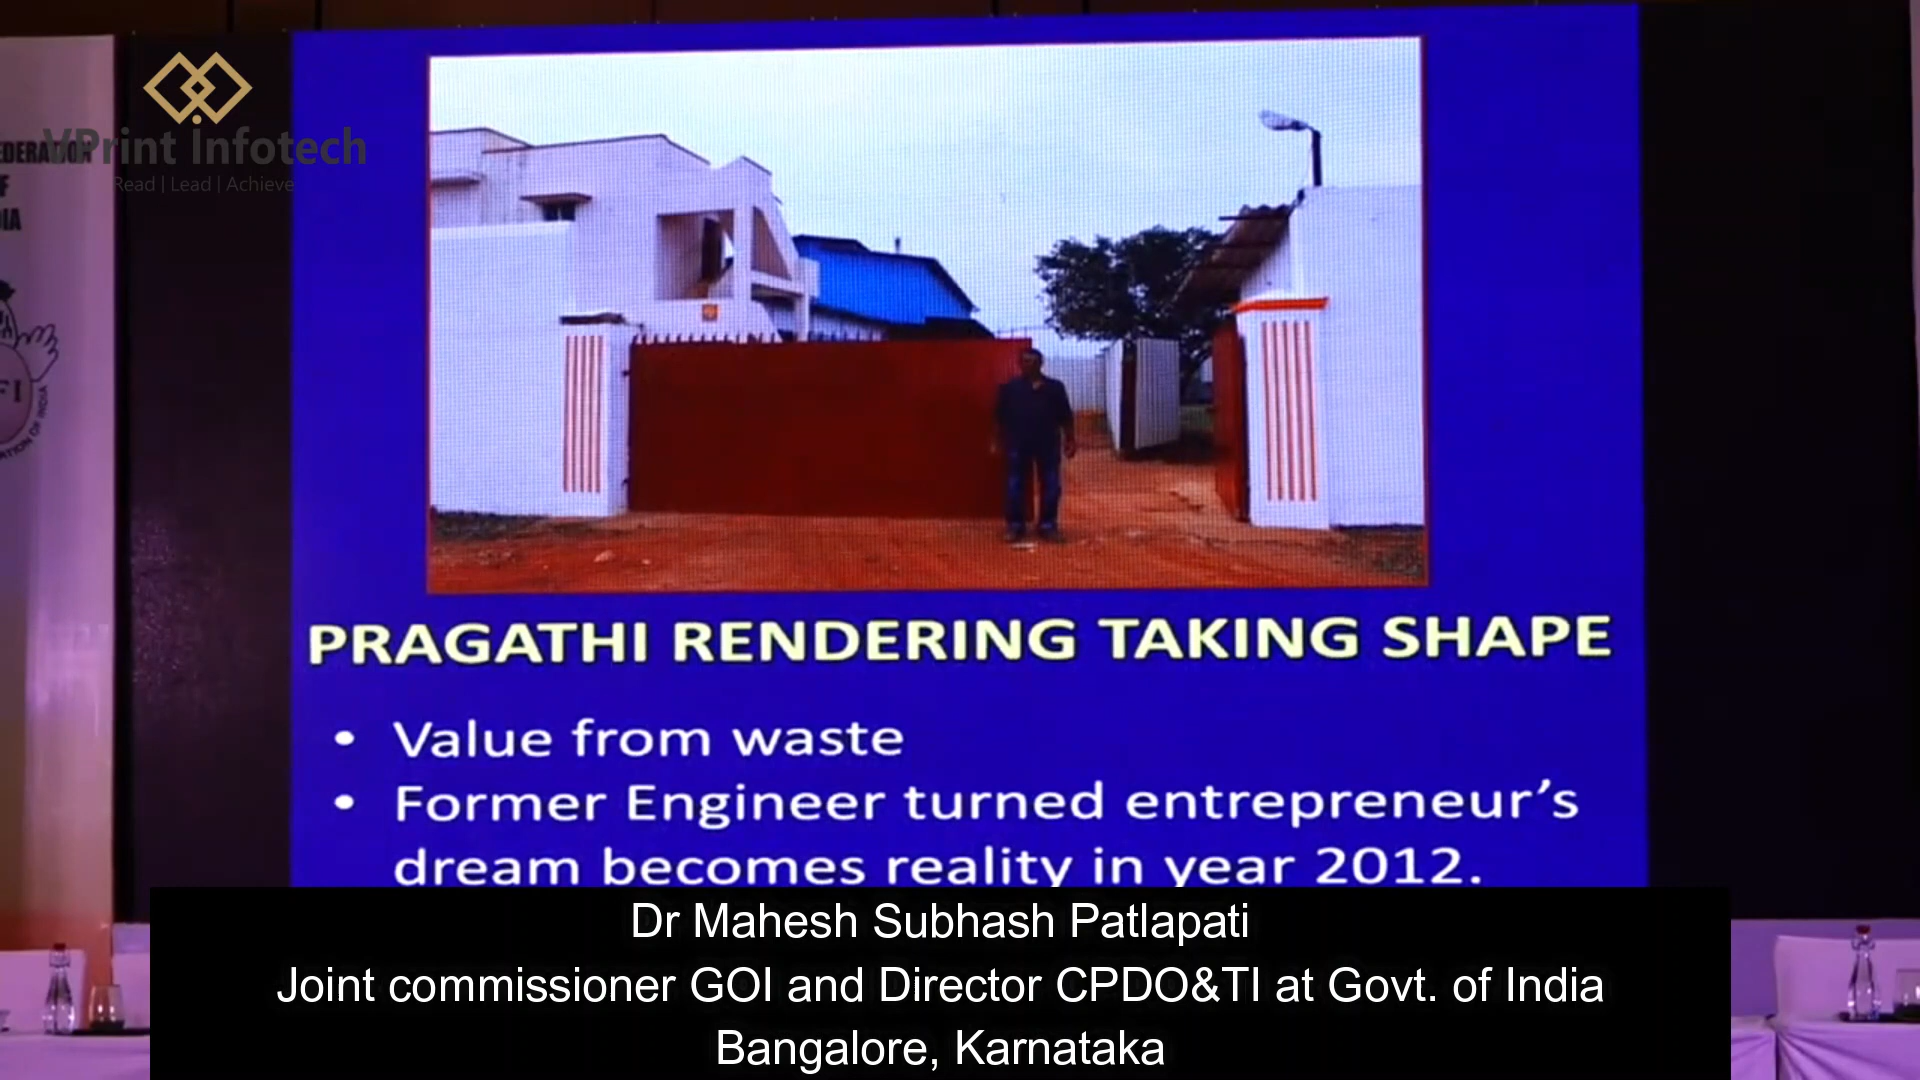 VPrint Infotech
Read | Lead | Achieve
PRAGATHI RENDERING TAKING SHAPE
• Value from waste
• Former Engineer turned entrepreneur’s
dream becomes reality in year 2012.
Dr Mahesh Subhash Patlapati
Joint commissioner GOI and Director CPDO&TI at Govt. of India
Bangalore, Karnataka